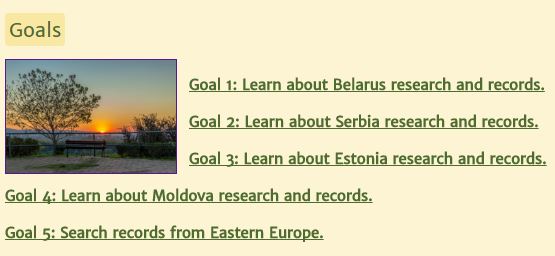 Goals
Goal 1: Learn about Belarus research and records.
Goal 2: Learn about Serbia research and records.
Goal 3: Learn about Estonia research and records.
Goal 4: Learn about Moldova research and records.
Goal 5: Search records from Eastern Europe.